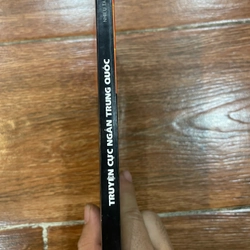 TRUYỆN CỰC NGẮN TRUNG QUỐC